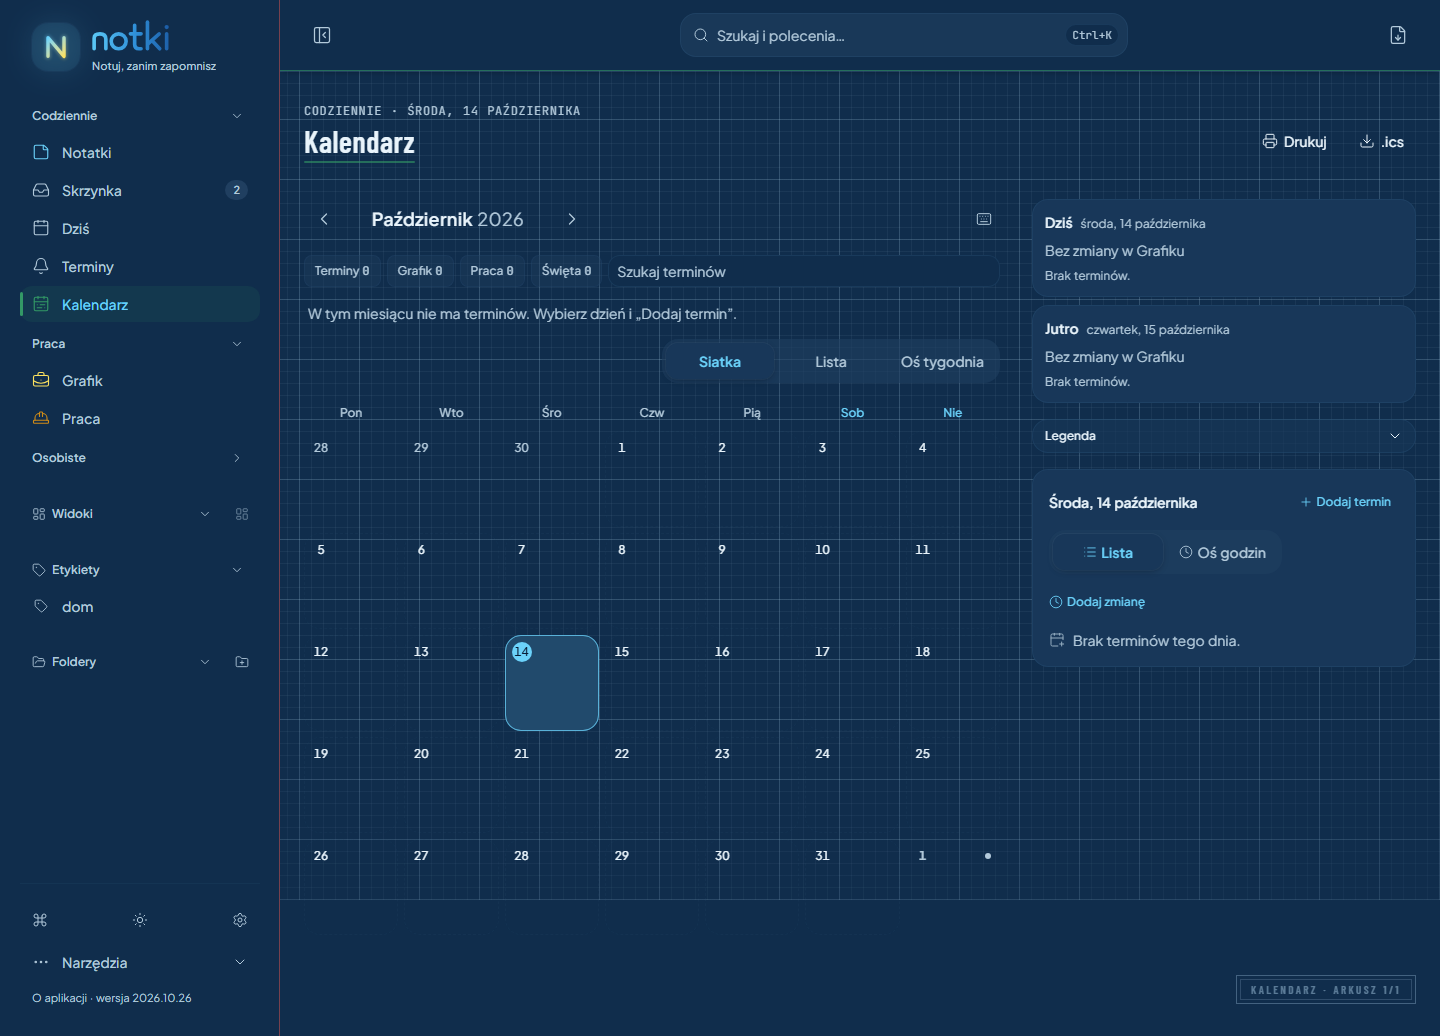 notki
Notuj, zanim zapomnisz
Codziennie
Notatki
Skrzynka 2
Dziś
Terminy
Kalendarz
Praca
Grafik
Praca
Osobiste
Widoki
Etykiety
dom
Foldery
Narzędzia
O aplikacji · wersja 2026.10.26
Szukaj i polecenia… Ctrl+K
CODZIENNIE · ŚRODA, 14 PAŹDZIERNIKA
Kalendarz
Drukuj .ics
Październik 2026
Terminy 0 Grafik 0 Praca 0 Święta 0 Szukaj terminów
W tym miesiącu nie ma terminów. Wybierz dzień i „Dodaj termin”.
Siatka Lista Oś tygodnia
Pon Wto Śro Czw Pią Sob Nie
28 29 30 1 2 3 4
5 6 7 8 9 10 11
12 13 14 15 16 17 18
19 20 21 22 23 24 25
26 27 28 29 30 31 1
Dziś środa, 14 października
Bez zmiany w Grafiku
Brak terminów.
Jutro czwartek, 15 października
Bez zmiany w Grafiku
Brak terminów.
Legenda
Środa, 14 października Dodaj termin
Lista Oś godzin
Dodaj zmianę
Brak terminów tego dnia.
KALENDARZ · ARKUSZ 1/1